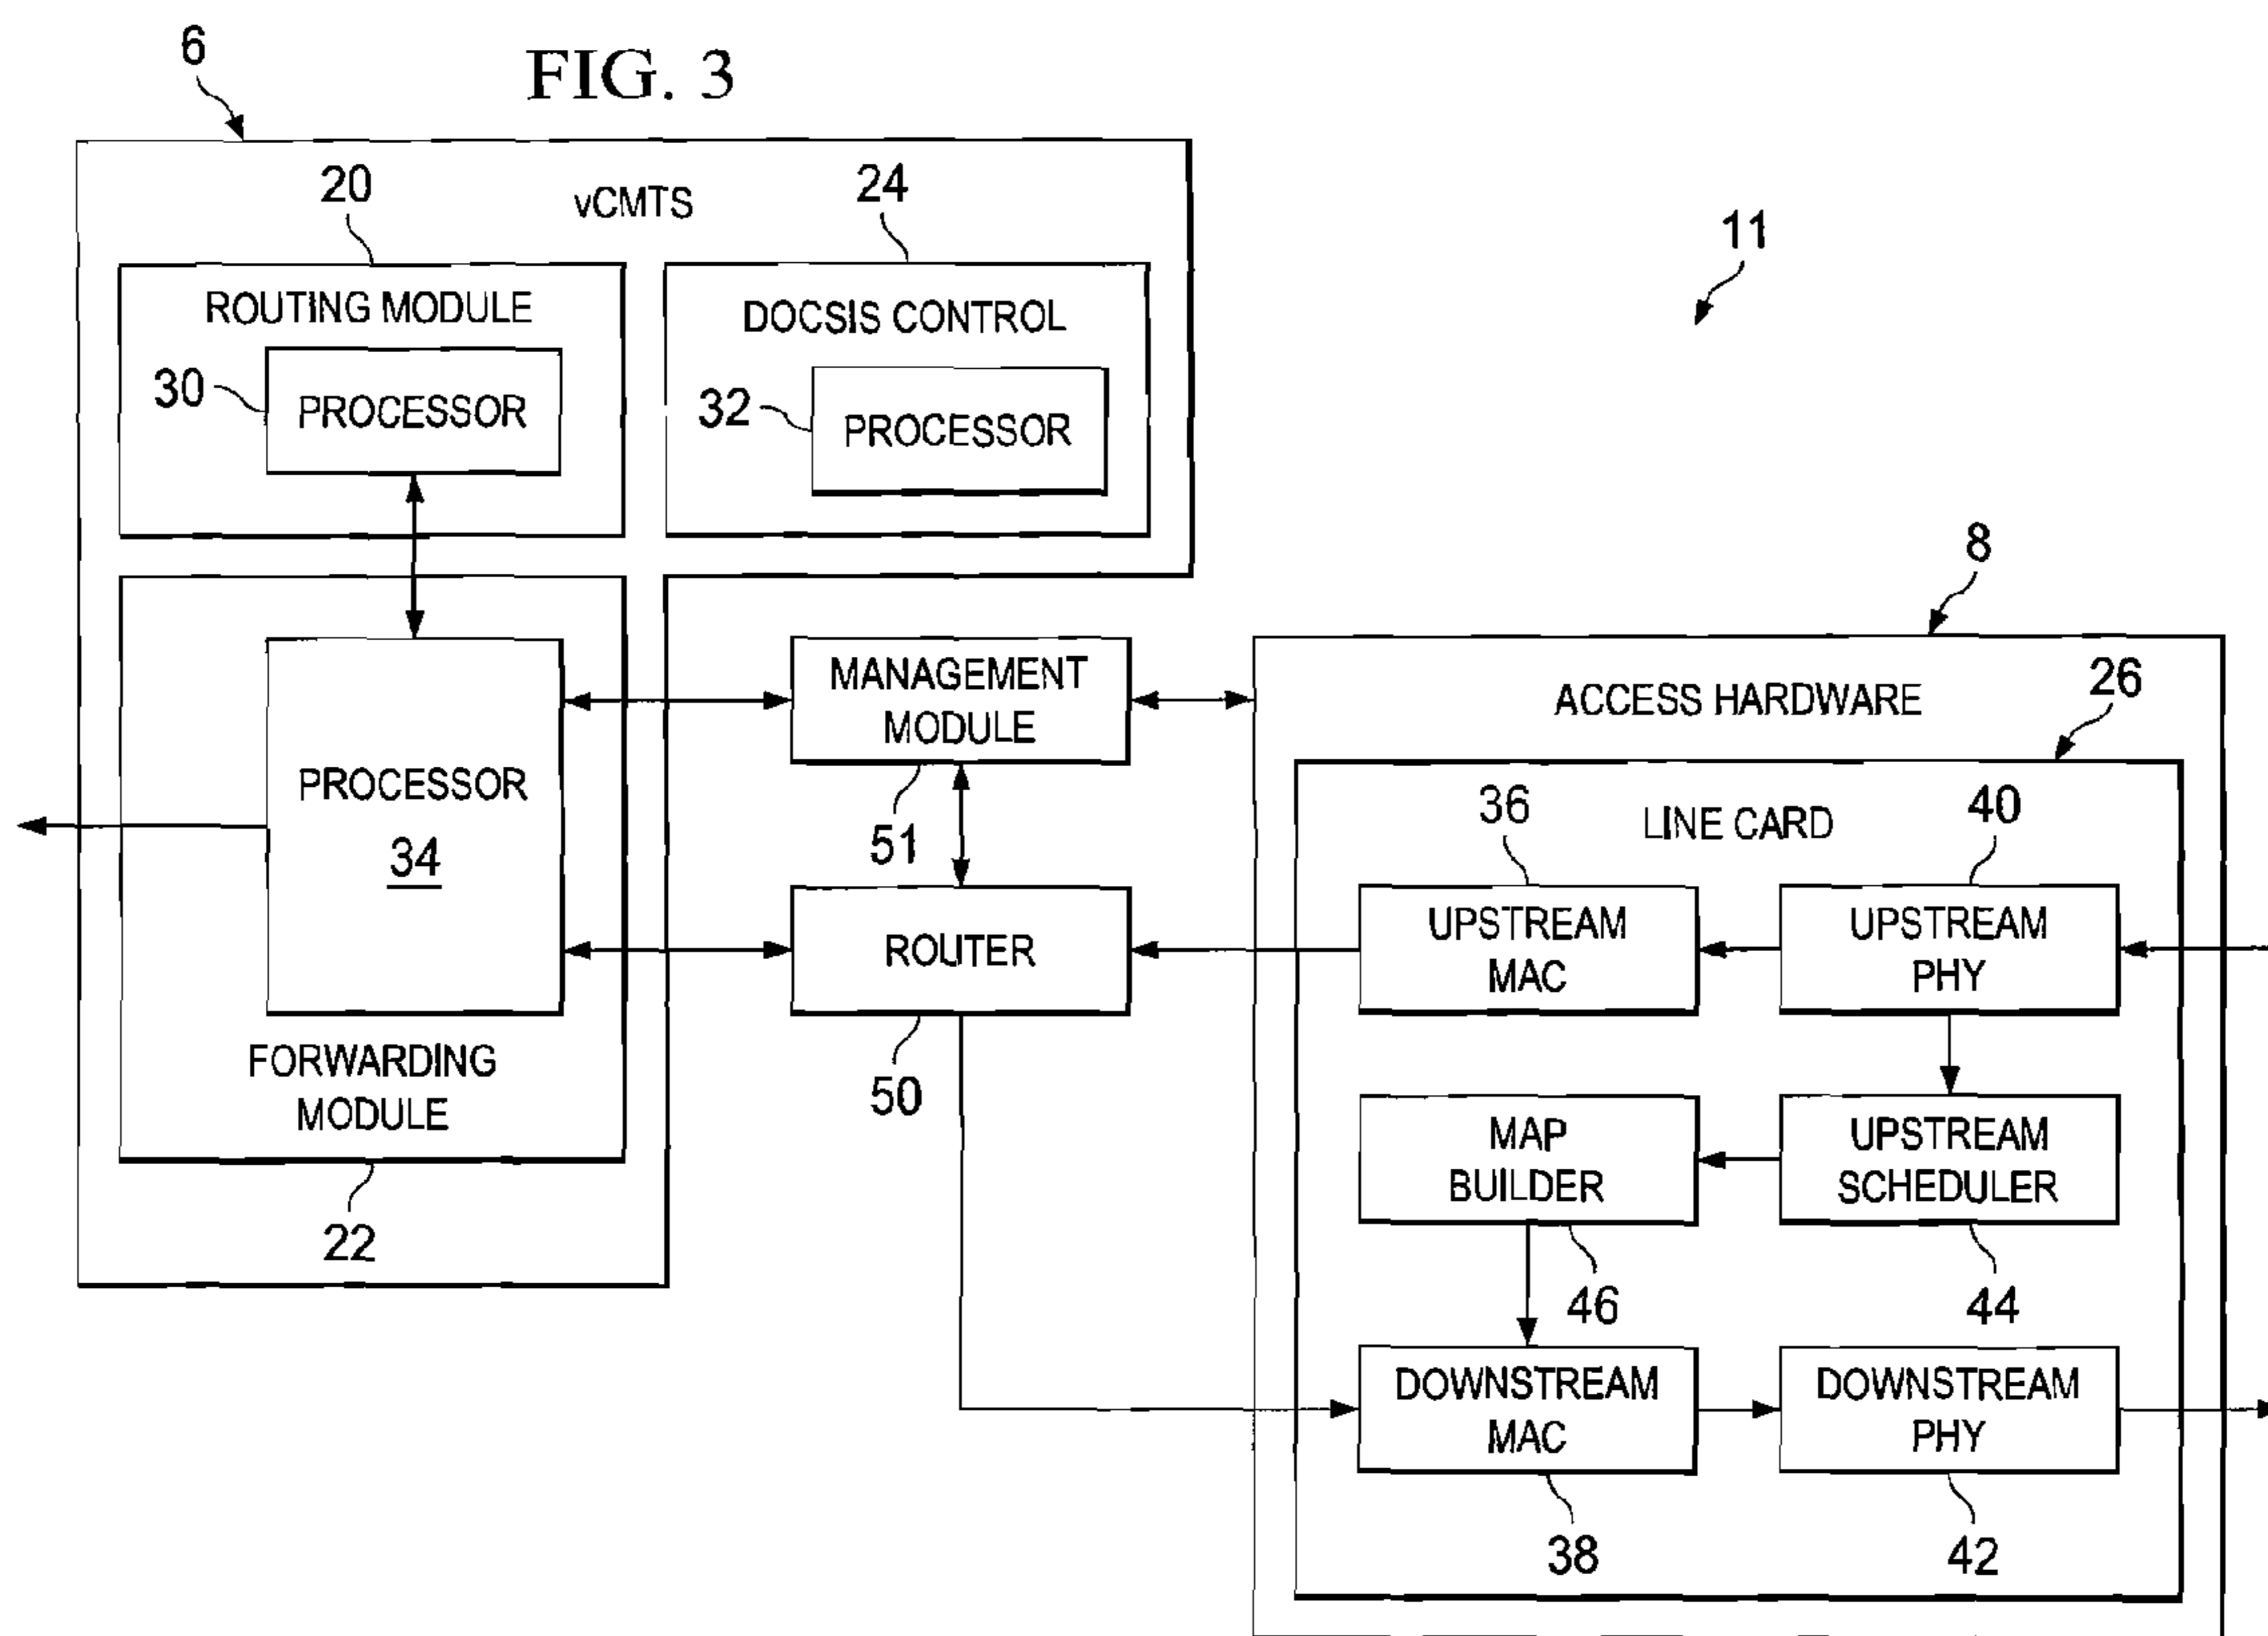 FIG. 3
6
vCMTS
20
24
11
ROUTING MODULE
DOCSIS CONTROL
30
PROCESSOR
32
PROCESSOR
8
MANAGEMENT
MODULE
51
PROCESSOR
34
ROUTER
50
FORWARDING
MODULE
22
ACCESS HARDWARE
26
LINE CARD
36
40
UPSTREAM
MAC
UPSTREAM
PHY
MAP
BUILDER
UPSTREAM
SCHEDULER
46
44
DOWNSTREAM
MAC
DOWNSTREAM
PHY
38
42